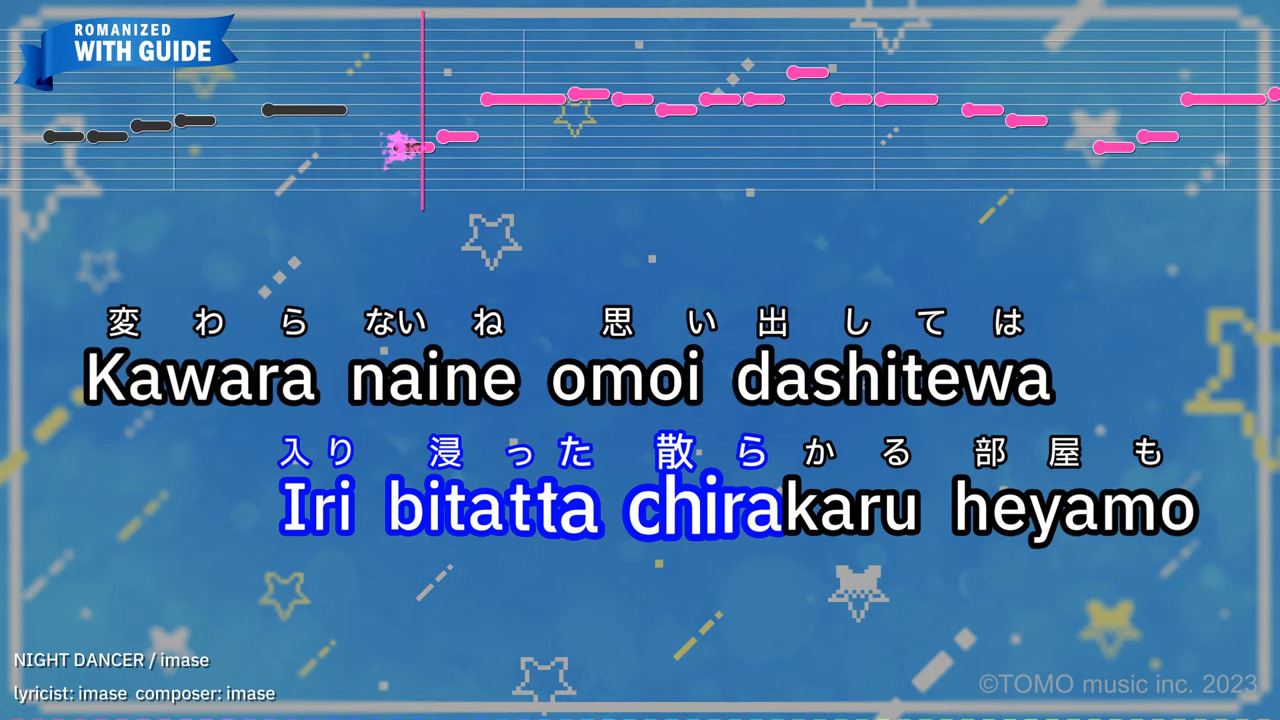 ROMANIZED
WITH GUIDE
変わらないね 思い出しては
Kawara naine omoi dashitewa
入り 浸った 散らかる 部屋も
Iri bitatta chirakaru heyamo
NIGHT DANCER / imase
lyricist: imase composer: imase
©TOMO music inc. 2023